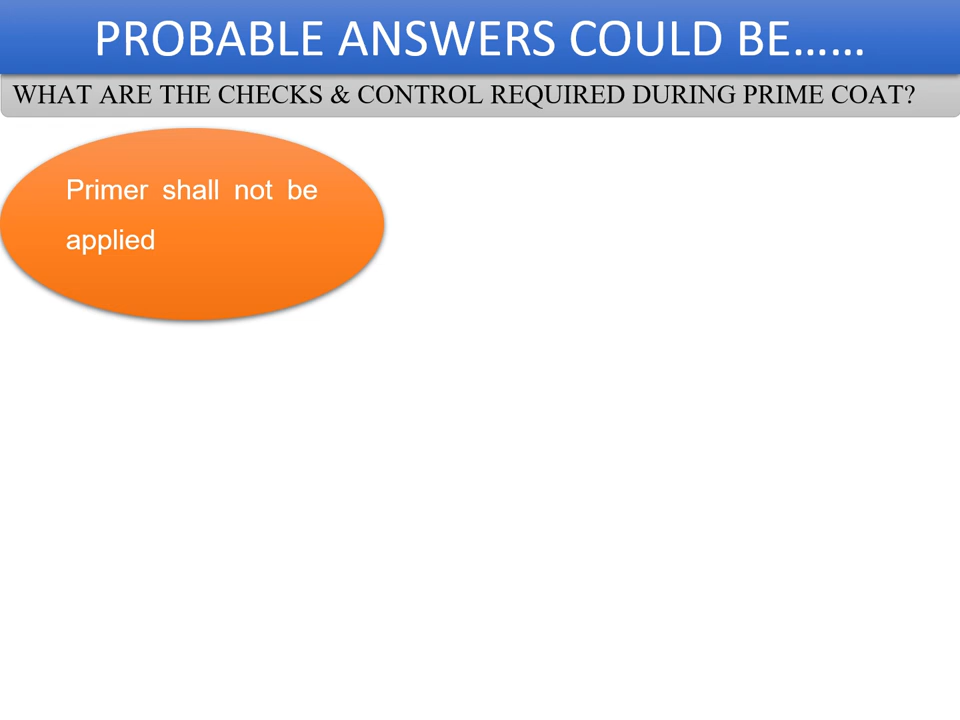 PROBABLE ANSWERS COULD BE……
WHAT ARE THE CHECKS & CONTROL REQUIRED DURING PRIME COAT?
Primer shall not be
applied